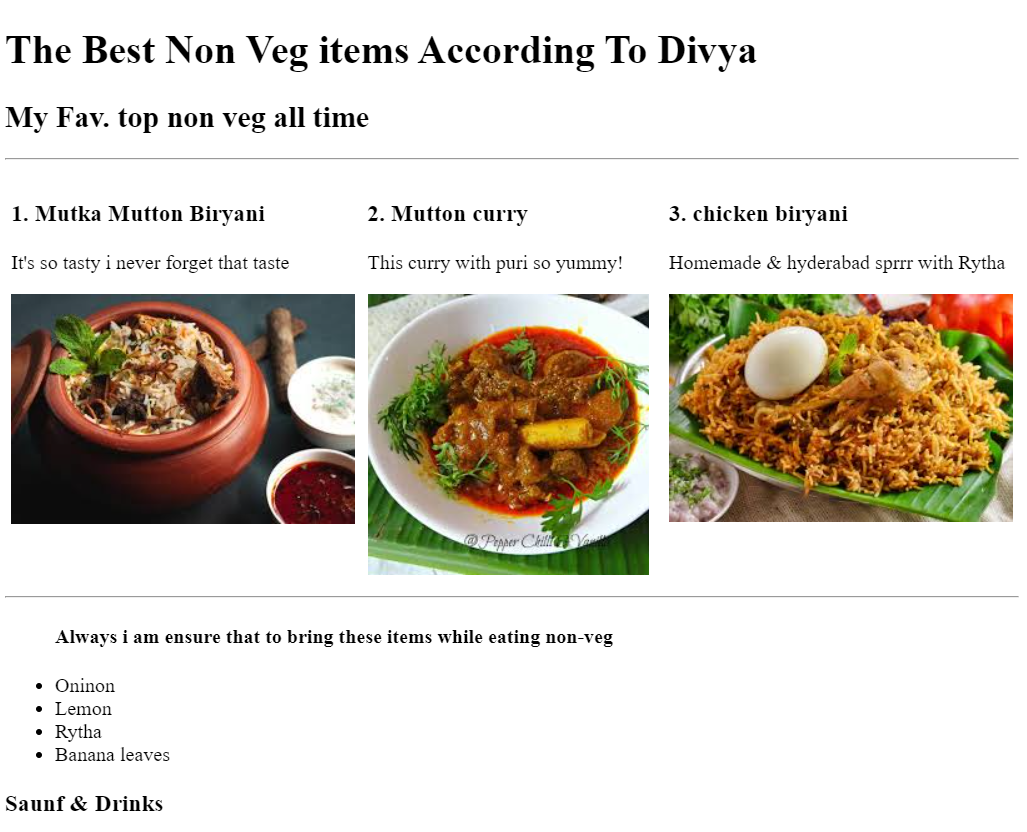 The Best Non Veg items According To Divya
My Fav. top non veg all time
1. Mutka Mutton Biryani
It's so tasty i never forget that taste
2. Mutton curry
This curry with puri so yummy!
@ Pepper Chilli
3. chicken biryani
Homemade & hyderabad sprrr with Rytha
Always i am ensure that to bring these items while eating non-veg
Oninon
Lemon
Rytha
Banana leaves
Saunf & Drinks